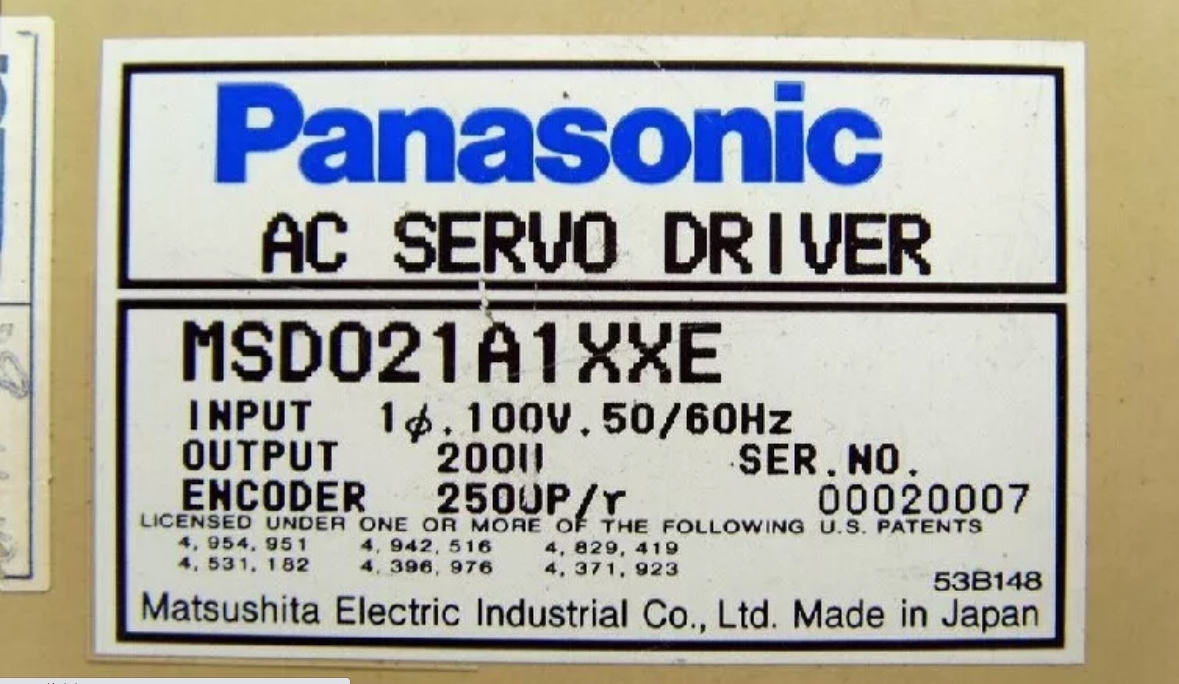 Panasonic
AC SERVO DRIVER
MSD021A1XXE
INPUT 1ϕ.100V.50/60Hz
OUTPUT 200W SER.NO.
ENCODER 2500P/r 00020007
LICENSED UNDER ONE OR MORE OF THE FOLLOWING U.S. PATENTS
4,954,951 4,942,516 4,829,419
4,531,182 4,396,976 4,371,923
53B148
Matsushita Electric Industrial Co., Ltd. Made in Japan